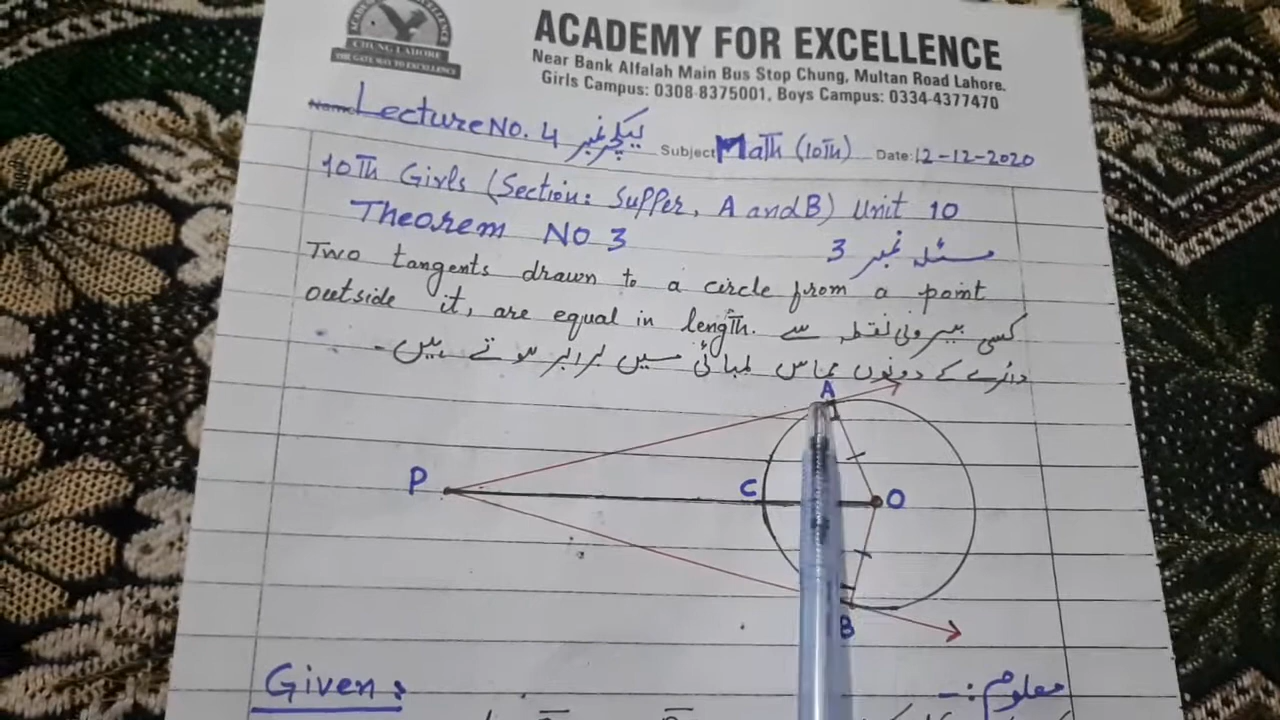 CHUNG LAHORE
THE GATE WAY TO EXCELLENCE
ACADEMY FOR EXCELLENCE
Near Bank Alfalah Main Bus Stop Chung, Multan Road Lahore.
Girls Campus: 0308-8375001, Boys Campus: 0334-4377470
Name Lecture No. 4 لیکچر نمبر Subject Math (10Th) Date: 12-12-2020
10Th Girls (Section: Supper, A and B) Unit 10
Theorem NO 3 مسئلہ نمبر 3
Two tangents drawn to a circle from a point
outside it, are equal in length. کسی بیرونی نقطہ سے
دائرے کے دونوں مماس لمبائی میں برابر ہوتے ہیں۔
A
P C O
B
Given: معلوم :-